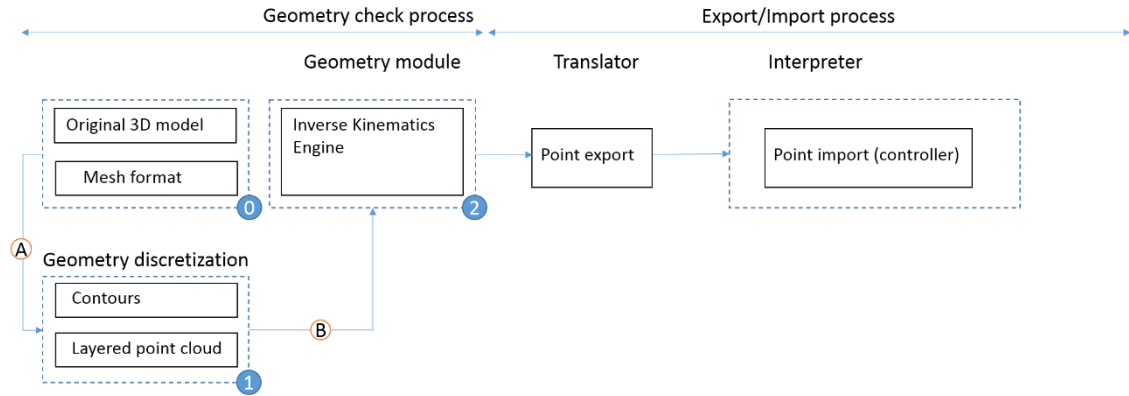 Geometry check process
Export/Import process
Geometry module
Translator
Interpreter
Original 3D model
Mesh format
0
Inverse Kinematics
Engine
2
Point export
Point import (controller)
A
Geometry discretization
Contours
Layered point cloud
1
B